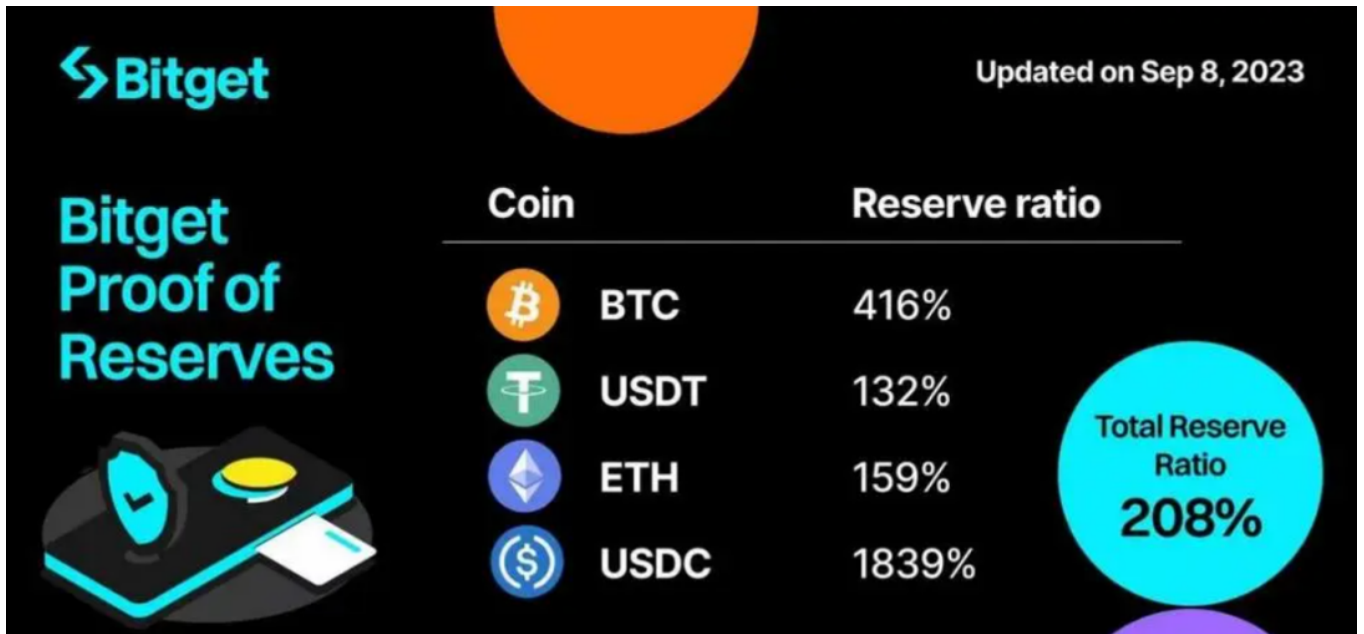 Bitget
Updated on Sep 8, 2023
Bitget
Proof of
Reserves
Coin Reserve ratio
BTC 416%
USDT 132%
ETH 159%
USDC 1839%
Total Reserve
Ratio
208%